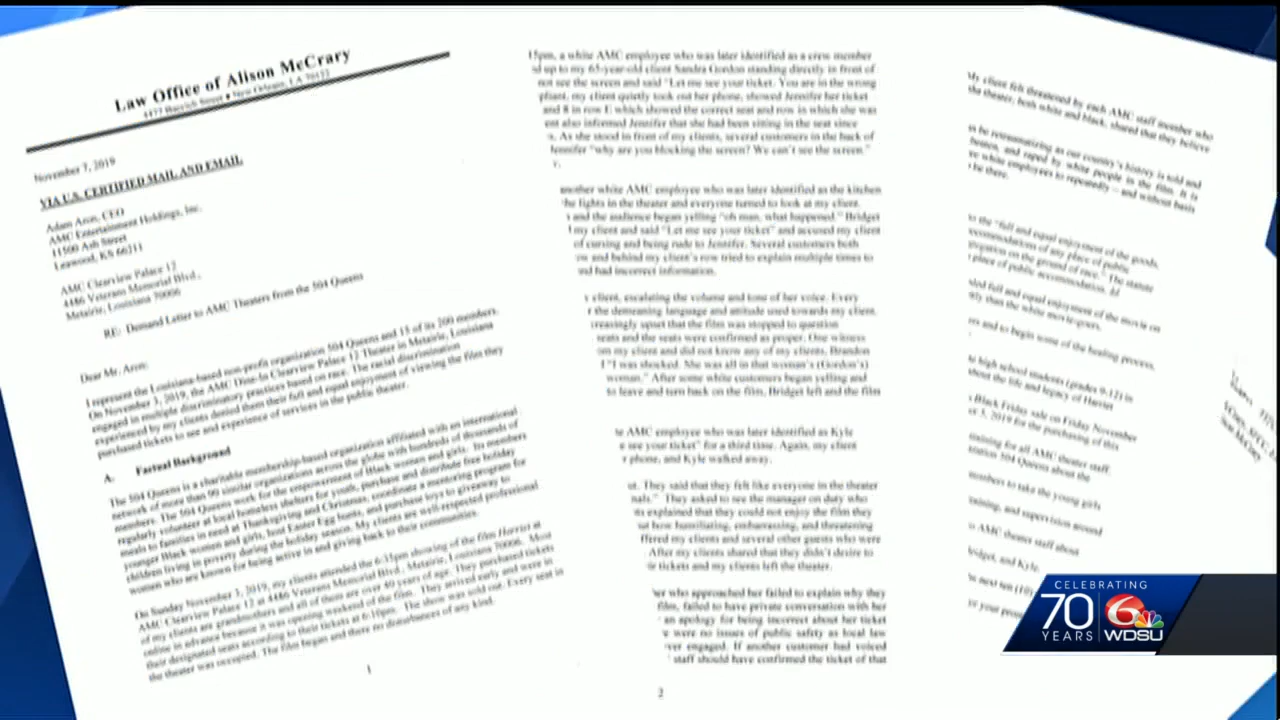 Law Office of Alison McCrary
4477 Street • New Orleans, LA 70122
November 7, 2019
VIA U.S. CERTIFIED MAIL AND EMAIL
Adam Aron, CEO
AMC Entertainment Holdings, Inc.
11500 Ash Street
Leawood, KS 66211
AMC Clearview Palace 12
4486 Veterans Memorial Blvd.,
Metairie, Louisiana 70006
RE: Demand Letter to AMC Theaters from the 504 Queens
Dear Mr. Aron:
I represent the Louisiana-based non-profit organization 504 Queens and 15 of its 200 members.
On November 3, 2019, the AMC Dine-In Clearview Palace 12 Theater in Metairie, Louisiana
engaged in multiple discriminatory practices based on race. The racial discrimination
experienced by my clients denied them their full and equal enjoyment of viewing the film they
purchased tickets to see and experience of services in the public theater.
A. Factual Background
The 504 Queens is a charitable membership-based organization affiliated with an international
network of more than 90 similar organizations across the globe with hundreds of thousands of
members. The 504 Queens work for the empowerment of Black women and girls. Its members
regularly volunteer at local homeless shelters for youth, purchase and distribute free holiday
meals to families in need at Thanksgiving and Christmas, coordinate a mentoring program for
younger Black women and girls, host Easter Egg hunts, and purchase toys to giveaway to
children living in poverty during the holiday season. My clients are well-respected professional
women who are known for being active in and giving back to their communities.
On Sunday November 3, 2019, my clients attended the 6:35pm showing of the film Harriet at
AMC Clearview Palace 12 at 4486 Veterans Memorial Blvd., Metairie, Louisiana 70006. Most
of my clients are grandmothers and all of them are over 40 years of age. They purchased tickets
online in advance because it was opening weekend of the film. They arrived early and were in
their designated seats according to their tickets at 6:10pm. The show was sold out. Every seat in
the theater was occupied. The film began and there no disturbances of any kind.
1
15pm, a white AMC employee who was later identified as a crew member
d up to my 65-year-old client Sandra Gordon standing directly in front of
not see the screen and said "Let me see your ticket. You are in the wrong
pliant, my client quietly took out her phone, showed Jennifer her ticket
and 8 in row E which showed the correct seat and row in which she was
ent also informed Jennifer that she had been sitting in the seat since
s. As she stood in front of my clients, several customers in the back of
Jennifer "why are you blocking the screen? We can't see the screen."
another white AMC employee who was later identified as the kitchen
he lights in the theater and everyone turned to look at my client.
s and the audience began yelling "oh man, what happened." Bridget
my client and said "Let me see your ticket" and accused my client
of cursing and being rude to Jennifer. Several customers both
ow and behind my client's row tried to explain multiple times to
nd had incorrect information.
client, escalating the volume and tone of her voice. Every
r the demeaning language and attitude used towards my client.
creasingly upset that the film was stopped to question
seats and the seats were confirmed as proper. One witness
om my client and did not know any of my clients, Brandon
"I was shocked. She was all in that woman's (Gordon's)
woman." After some white customers began yelling and
to leave and turn back on the film, Bridget left and the film
te AMC employee who was later identified as Kyle
e see your ticket" for a third time. Again, my client
r phone, and Kyle walked away.
ut. They said that they felt like everyone in the theater
nals." They asked to see the manager on duty who
ts explained that they could not enjoy the film they
ut how humiliating, embarrassing, and threatening
ffered my clients and several other guests who were
After my clients shared that they didn't desire to
ir tickets and my clients left the theater.
er who approached her failed to explain why they
film, failed to have private conversation with her
an apology for being incorrect about her ticket
were no issues of public safety as local law
ver engaged. If another customer had voiced
staff should have confirmed the ticket of that
2
My client felt threatened by each AMC staff member who
the theater, both white and black, shared that they believe
be retraumatizing as our country's history is told and
beaten, and raped by white people in the film. It is
ve white employees to repeatedly – and without basis
be there.
to the "full and equal enjoyment of the goods,
ccommodations of any place of public
on the ground of race." The statute
place of public accommodation. Id
full and equal enjoyment of the movie on
ly than the white movie-goers.
rs and to begin some of the healing process,
high school students (grades 9-12) in
bout the life and legacy of Harriet
Black Friday sale on Friday November
r 5, 2019 for the purchasing of this
training for all AMC theater staff.
504 Queens about the
members to take the young girls
aining, and supervision around
AMC theater staff about
Bridget, and Kyle.
next ten (10)
CELEBRATING
70 6
YEARS WDSU